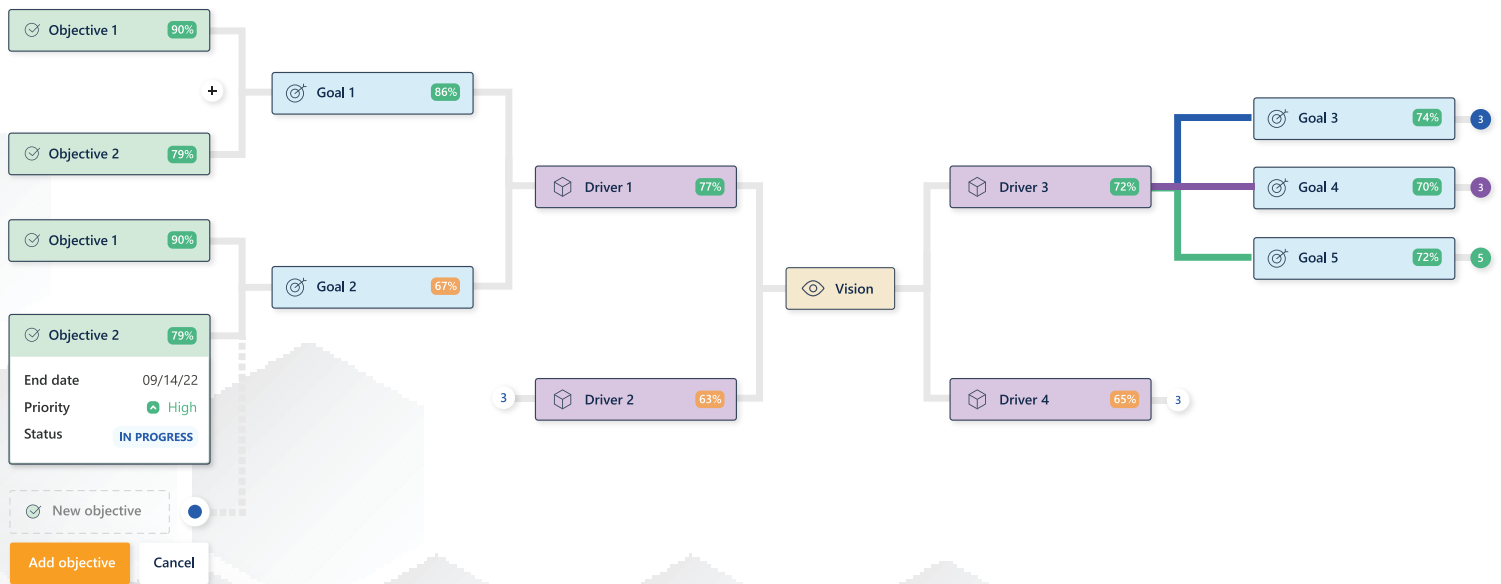 Objective 1 90%
+
Objective 2 79%
Goal 1 86%
Objective 1 90%
Objective 2 79%
End date 09/14/22
Priority High
Status IN PROGRESS
New objective
Add objective Cancel
Goal 2 67%
Driver 1 77%
3 Driver 2 63%
Vision
Driver 3 72%
Driver 4 65% 3
Goal 3 74% 3
Goal 4 70% 3
Goal 5 72% 5